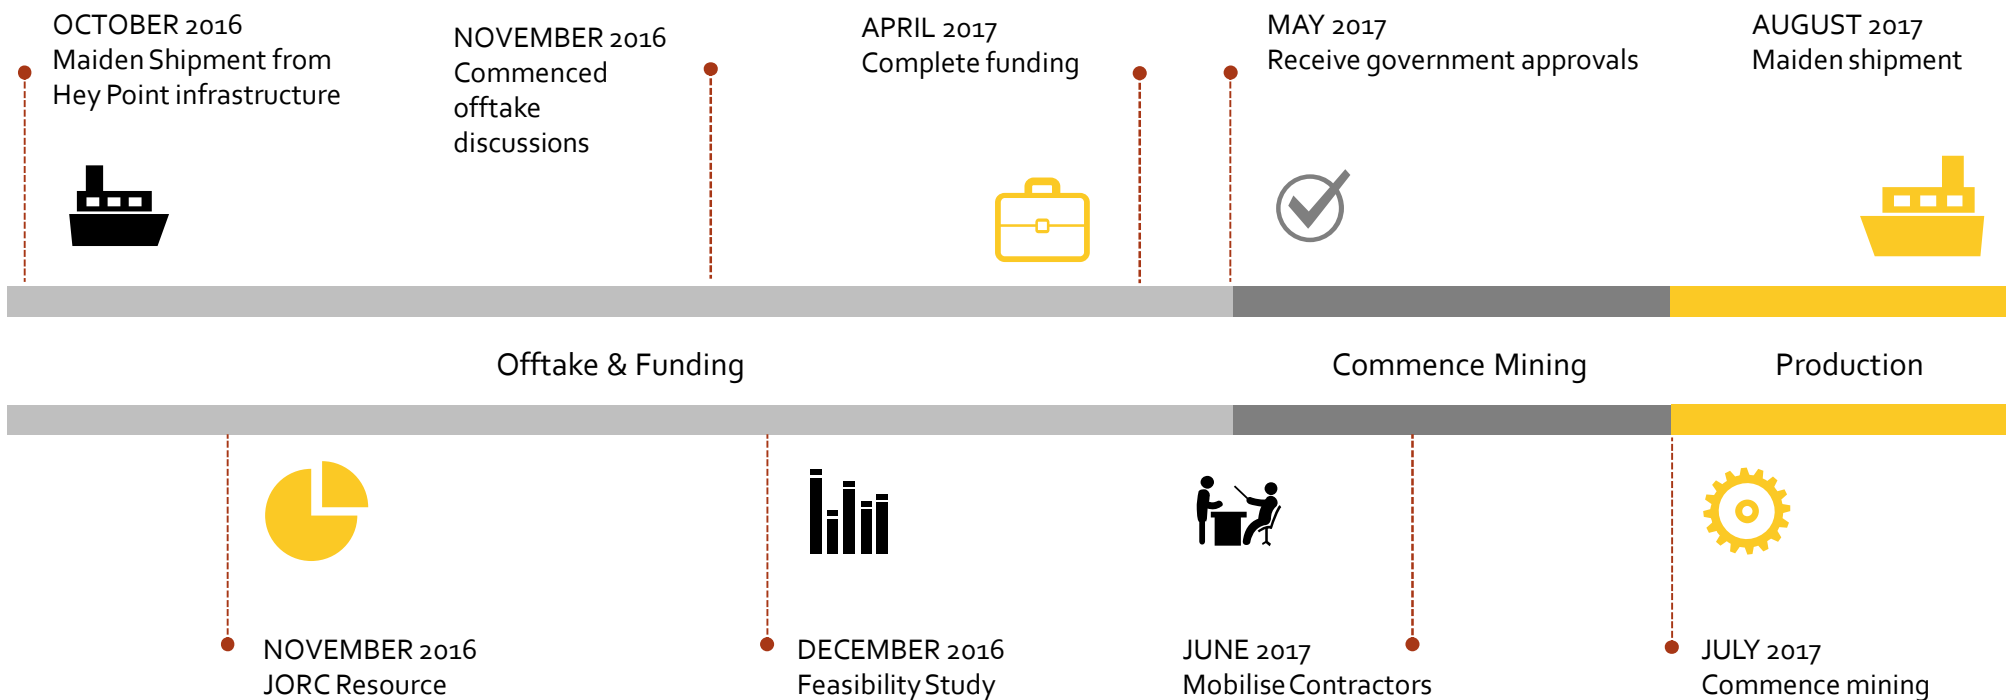 OCTOBER 2016
Maiden Shipment from
Hey Point infrastructure
NOVEMBER 2016
Commenced
offtake
discussions
APRIL 2017
Complete funding
MAY 2017
Receive government approvals
AUGUST 2017
Maiden shipment
Offtake & Funding
Commence Mining
Production
NOVEMBER 2016
JORC Resource
DECEMBER 2016
Feasibility Study
JUNE 2017
Mobilise Contractors
JULY 2017
Commence mining